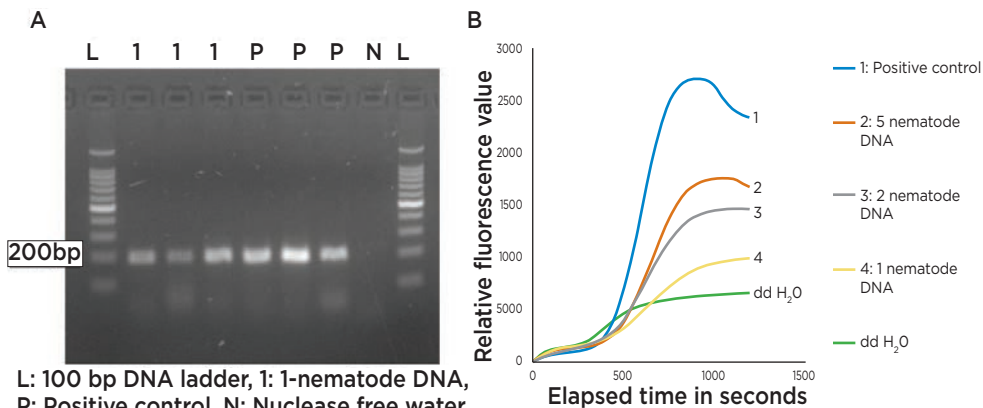 A
L 1 1 1 P P P N L
200bp
L: 100 bp DNA ladder, 1: 1-nematode DNA,
P: Positive control, N: Nuclease free water
B
Relative fluorescence value
3000
2500
2000
1500
1000
5000
0
0 500 1000 1500
Elapsed time in seconds
1
2
3
4
dd H₂O
1: Positive control
2: 5 nematode
DNA
3: 2 nematode
DNA
4: 1 nematode
DNA
dd H₂O